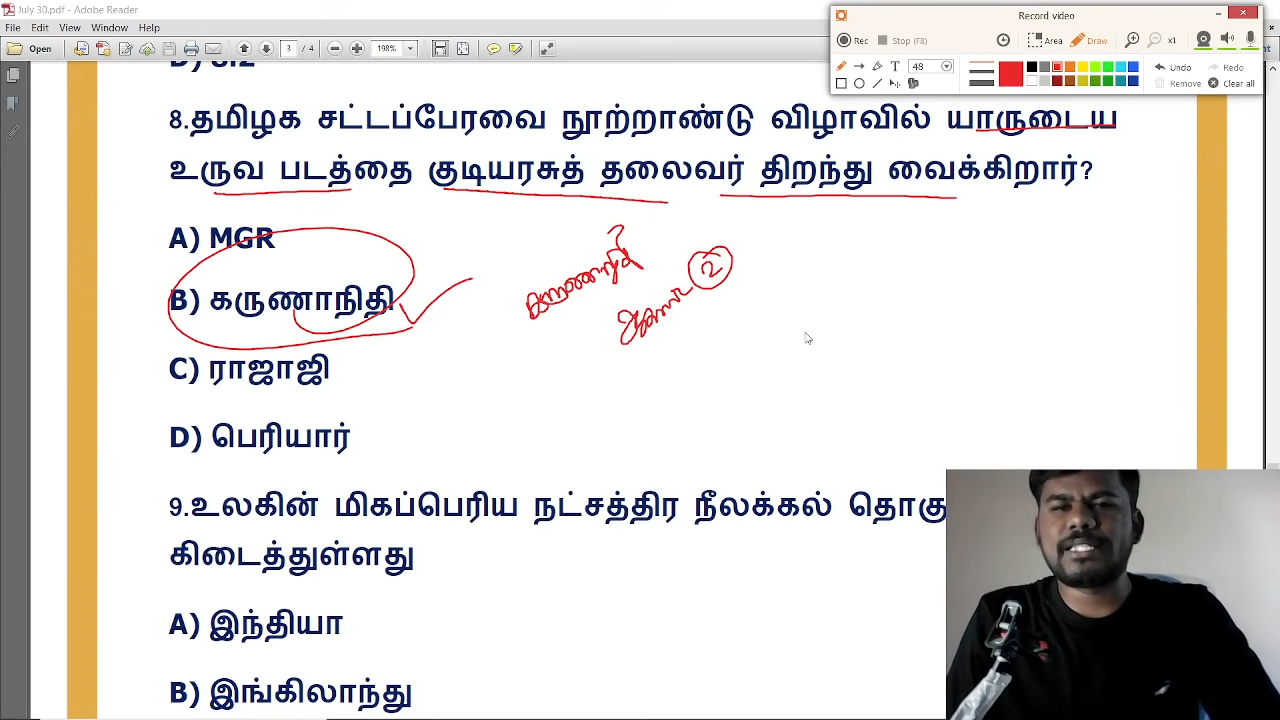 July 30.pdf - Adobe Reader
File Edit View Window Help
Open 3 / 4 198%
Record video
Rec Stop (F8) Area Draw x1
T 48 Undo Redo
Remove Clear all
8.தமிழக சட்டப்பேரவை நூற்றாண்டு விழாவில் யாருடைய
உருவ படத்தை குடியரசுத் தலைவர் திறந்து வைக்கிறார்?
A) MGR
B) கருணாநிதி
C) ராஜாஜி
D) பெரியார்
2
9.உலகின் மிகப்பெரிய நட்சத்திர நீலக்கல் தொகு
கிடைத்துள்ளது
A) இந்தியா
B) இங்கிலாந்து